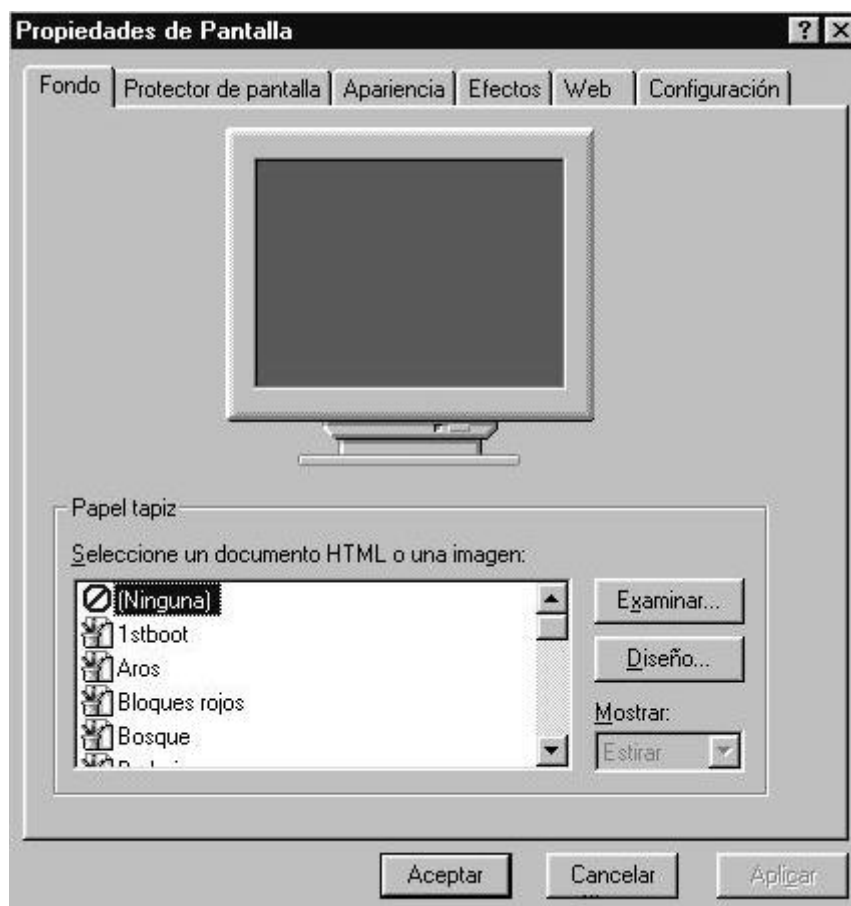 Propiedades de Pantalla
Fondo Protector de pantalla Apariencia Efectos Web Configuración
Papel tapiz
Seleccione un documento HTML o una imagen:
(Ninguna)
1stboot
Aros
Bloques rojos
Bosque
Examinar...
Diseño...
Mostrar:
Estirar
Aceptar Cancelar Aplicar